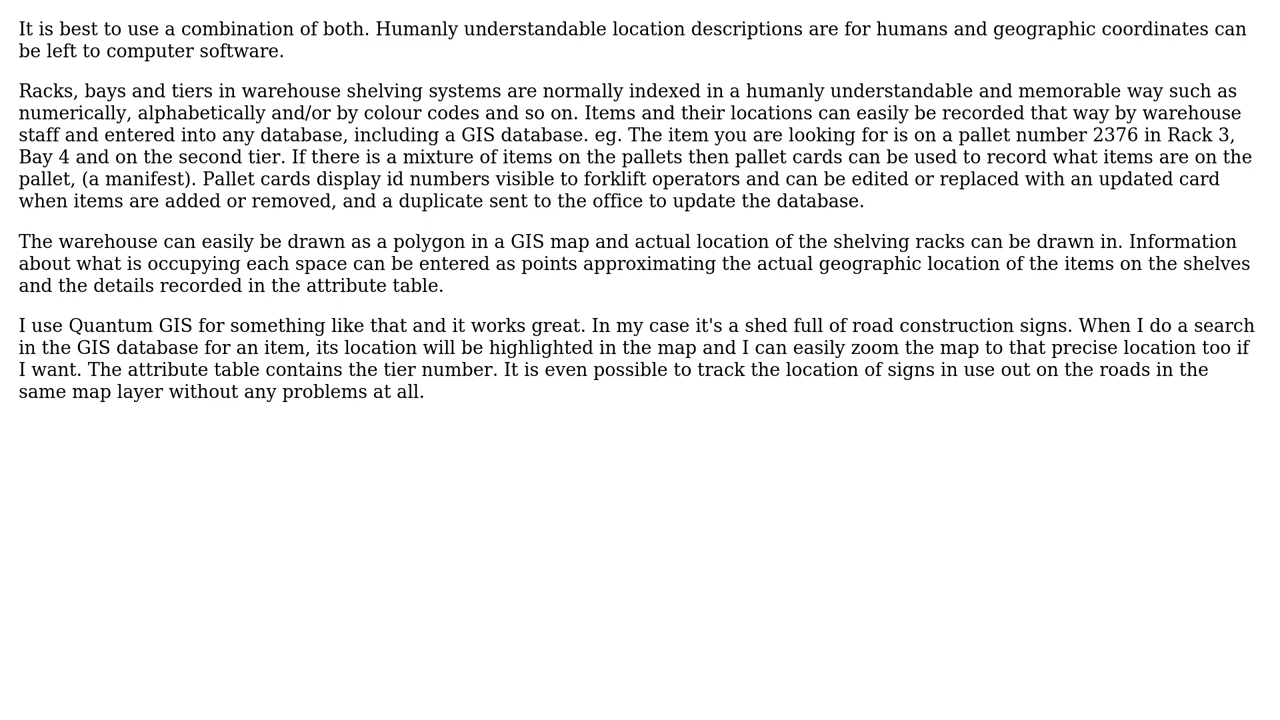 It is best to use a combination of both. Humanly understandable location descriptions are for humans and geographic coordinates can
be left to computer software.
Racks, bays and tiers in warehouse shelving systems are normally indexed in a humanly understandable and memorable way such as
numerically, alphabetically and/or by colour codes and so on. Items and their locations can easily be recorded that way by warehouse
staff and entered into any database, including a GIS database. eg. The item you are looking for is on a pallet number 2376 in Rack 3,
Bay 4 and on the second tier. If there is a mixture of items on the pallets then pallet cards can be used to record what items are on the
pallet, (a manifest). Pallet cards display id numbers visible to forklift operators and can be edited or replaced with an updated card
when items are added or removed, and a duplicate sent to the office to update the database.
The warehouse can easily be drawn as a polygon in a GIS map and actual location of the shelving racks can be drawn in. Information
about what is occupying each space can be entered as points approximating the actual geographic location of the items on the shelves
and the details recorded in the attribute table.
I use Quantum GIS for something like that and it works great. In my case it's a shed full of road construction signs. When I do a search
in the GIS database for an item, its location will be highlighted in the map and I can easily zoom the map to that precise location too if
I want. The attribute table contains the tier number. It is even possible to track the location of signs in use out on the roads in the
same map layer without any problems at all.